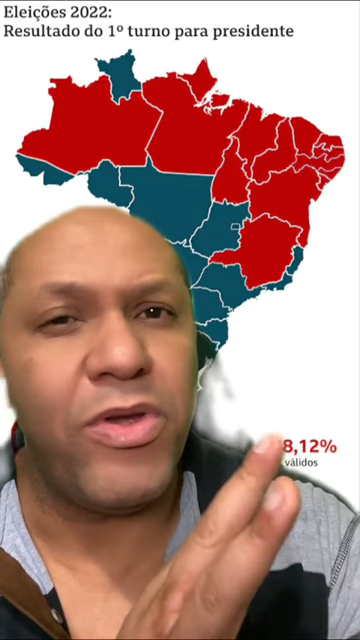 Eleições 2022:
Resultado do 1º turno para presidente
8,12%
válidos